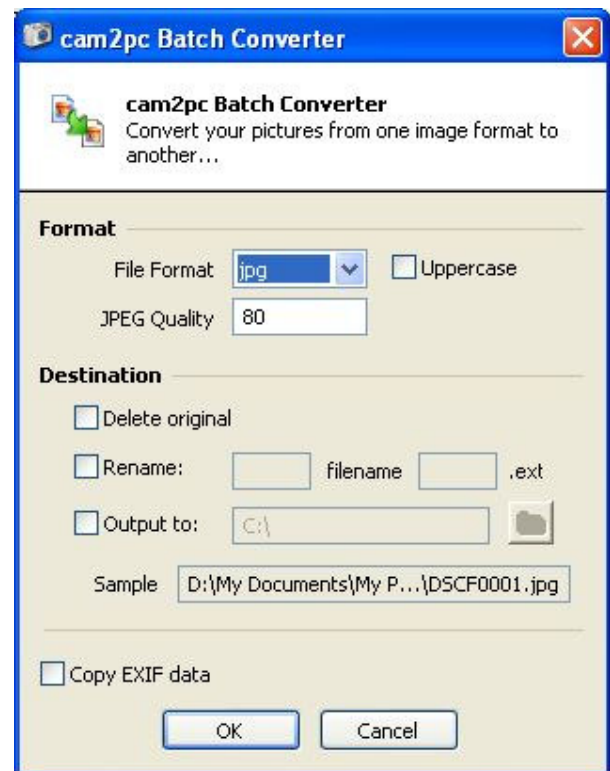 cam2pc Batch Converter
cam2pc Batch Converter
Convert your pictures from one image format to
another...
Format
File Format jpg Uppercase
JPEG Quality 80
Destination
Delete original
Rename: filename .ext
Output to: C:\
Sample D:\My Documents\My P...\DSCF0001.jpg
Copy EXIF data
OK Cancel